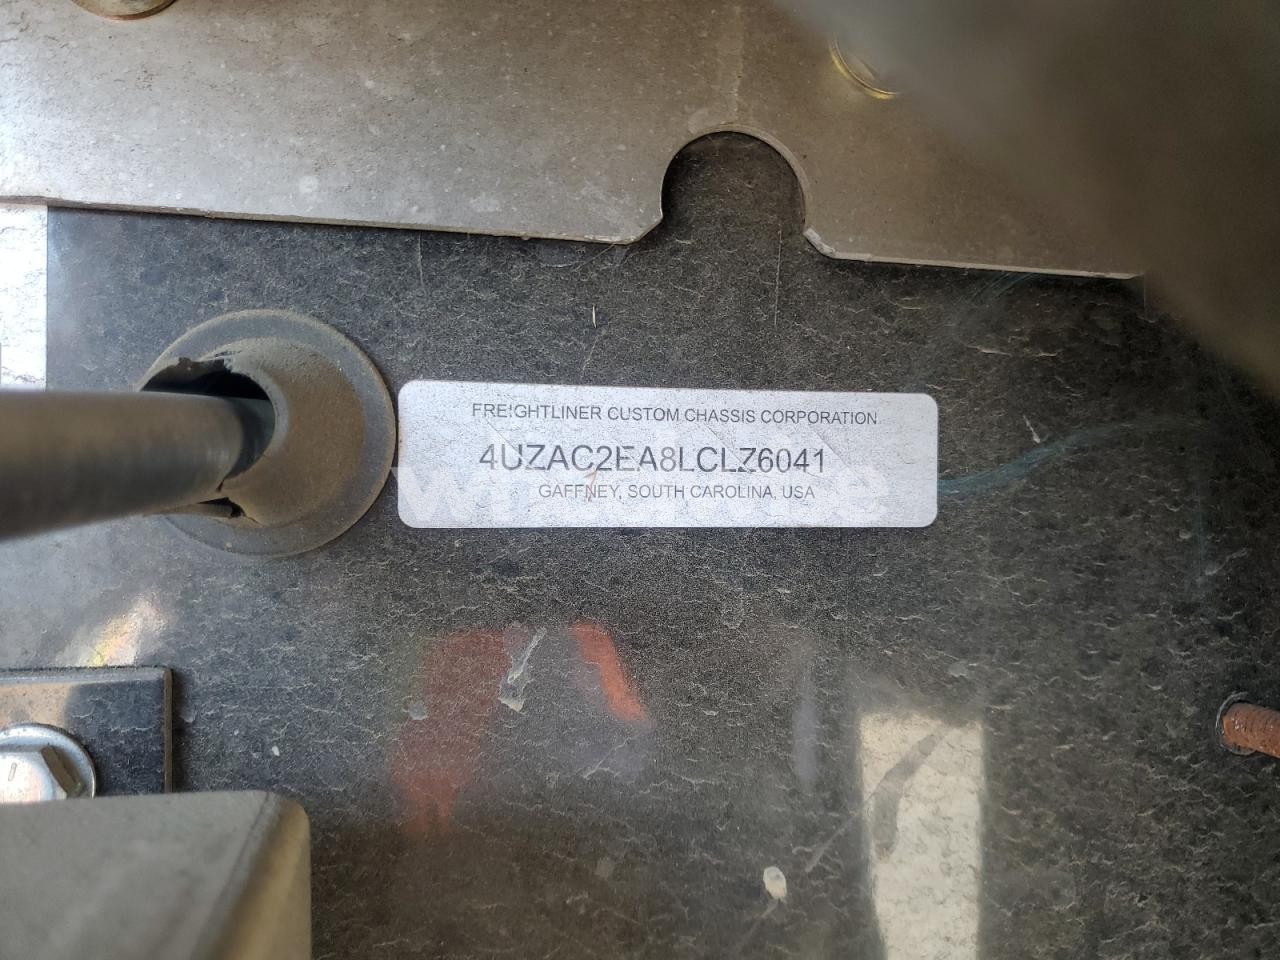 FREIGHTLINER CUSTOM CHASSIS CORPORATION
4UZAC2EA8LCLZ6041
GAFFNEY, SOUTH CAROLINA, USA